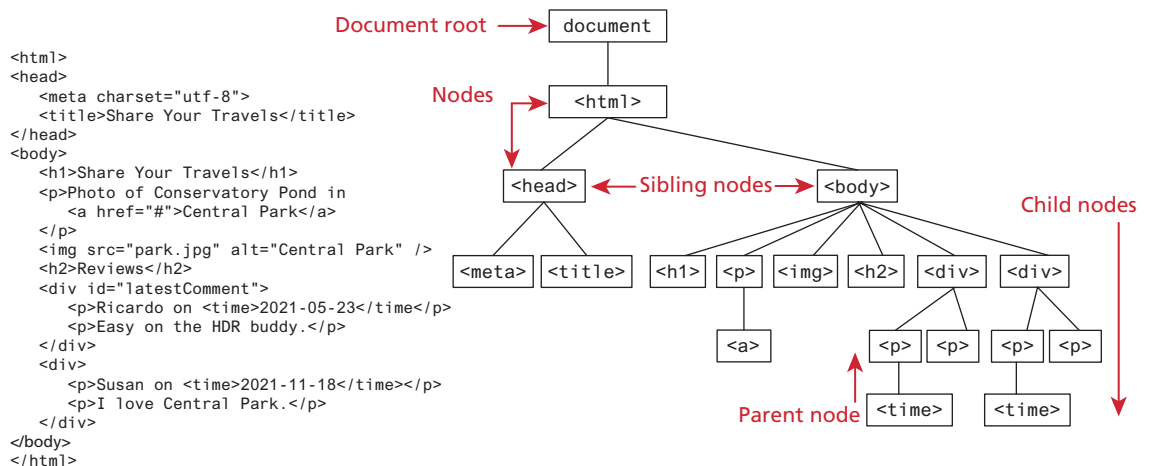 <html>
<head>
<meta charset="utf-8">
<title>Share Your Travels</title>
</head>
<body>
<h1>Share Your Travels</h1>
<p>Photo of Conservatory Pond in
<a href="#">Central Park</a>
</p>
<img src="park.jpg" alt="Central Park" />
<h2>Reviews</h2>
<div id="latestComment">
<p>Ricardo on <time>2021-05-23</time</p>
<p>Easy on the HDR buddy.</p>
</div>
<div>
<p>Susan on <time>2021-11-18</time></p>
<p>I love Central Park.</p>
</div>
</body>
</html>
Document root
document
Nodes
<html>
<head>
Sibling nodes
<body>
Child nodes
<meta>
<title>
<h1>
<p>
<img>
<h2>
<div>
<div>
<a>
<p>
<p>
<p>
<p>
Parent node
<time>
<time>